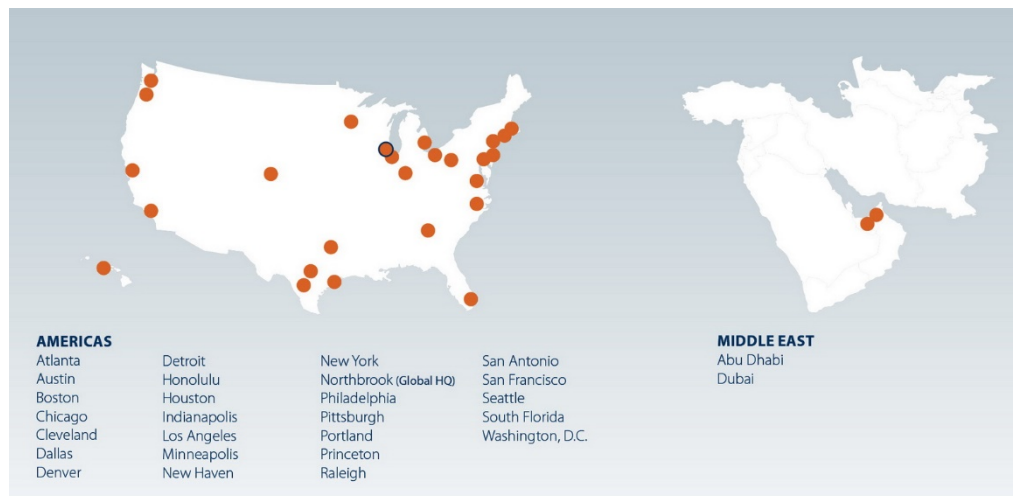 AMERICAS
Atlanta
Austin
Boston
Chicago
Cleveland
Dallas
Denver
Detroit
Honolulu
Houston
Indianapolis
Los Angeles
Minneapolis
New Haven
New York
Northbrook (Global HQ)
Philadelphia
Pittsburgh
Portland
Princeton
Raleigh
San Antonio
San Francisco
Seattle
South Florida
Washington, D.C.
MIDDLE EAST
Abu Dhabi
Dubai